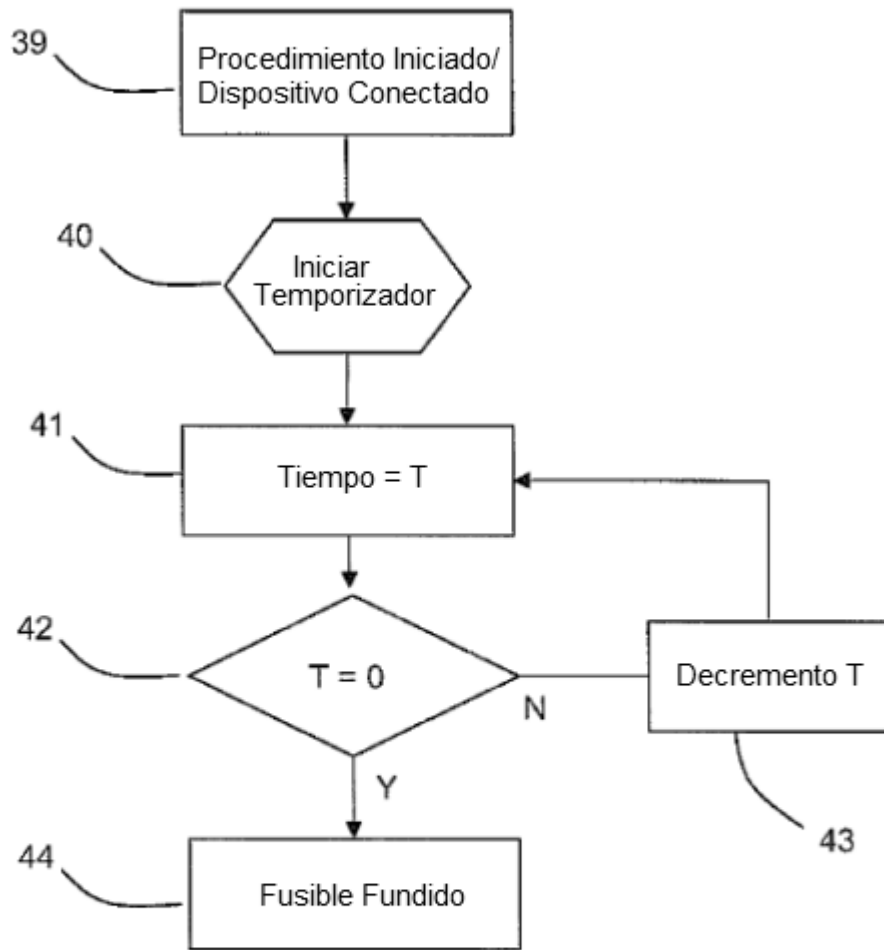 39
Procedimiento Iniciado/
Dispositivo Conectado
40
Iniciar
Temporizador
41
Tiempo = T
42
T = 0
N
Decremento T
43
Y
44
Fusible Fundido